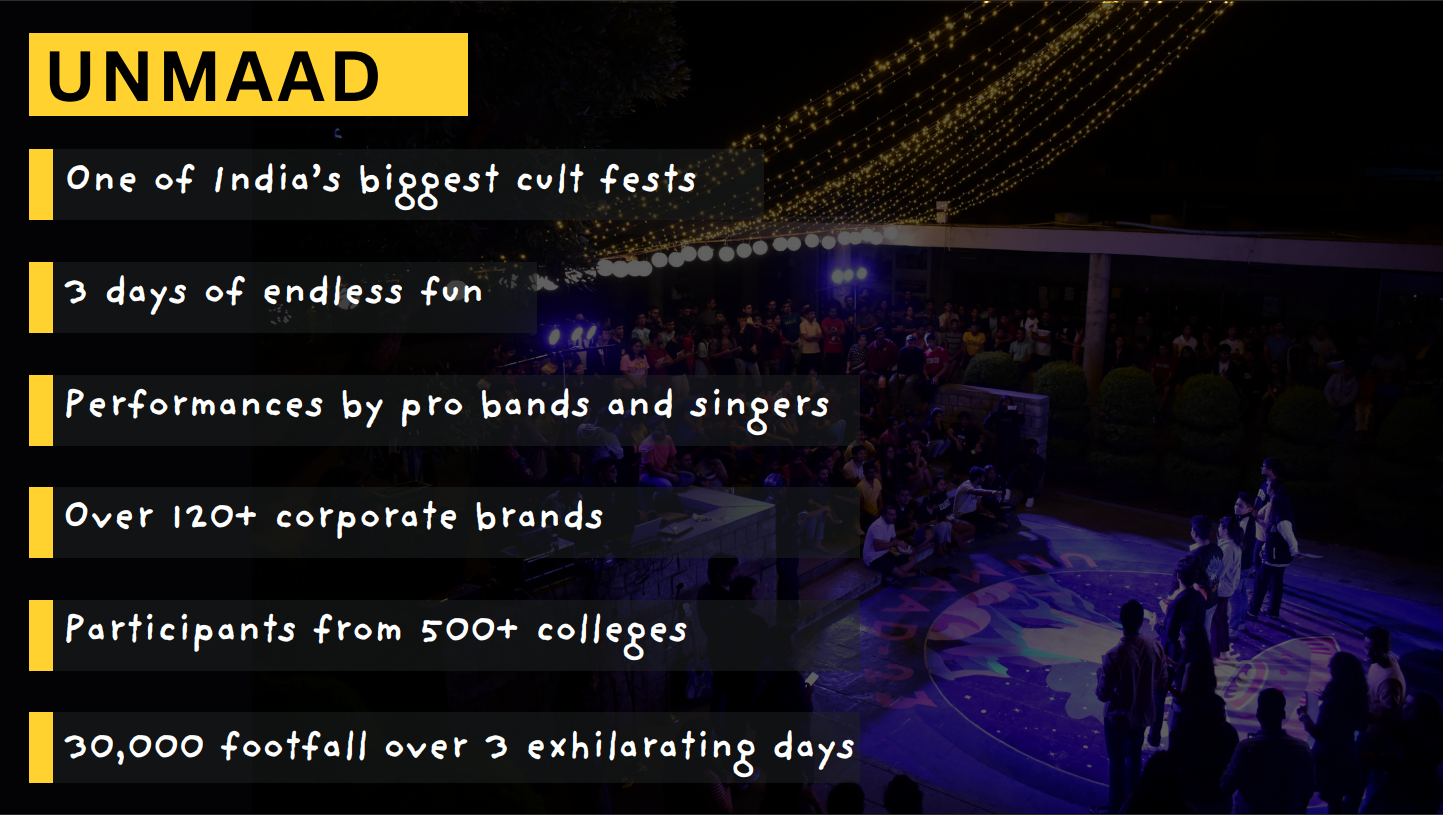 UNMAAD
One of India's biggest cult fests
3 days of endless fun
Performances by pro bands and singers
Over 120+ corporate brands
Participants from 500+ colleges
30,000 footfall over 3 exhilarating days